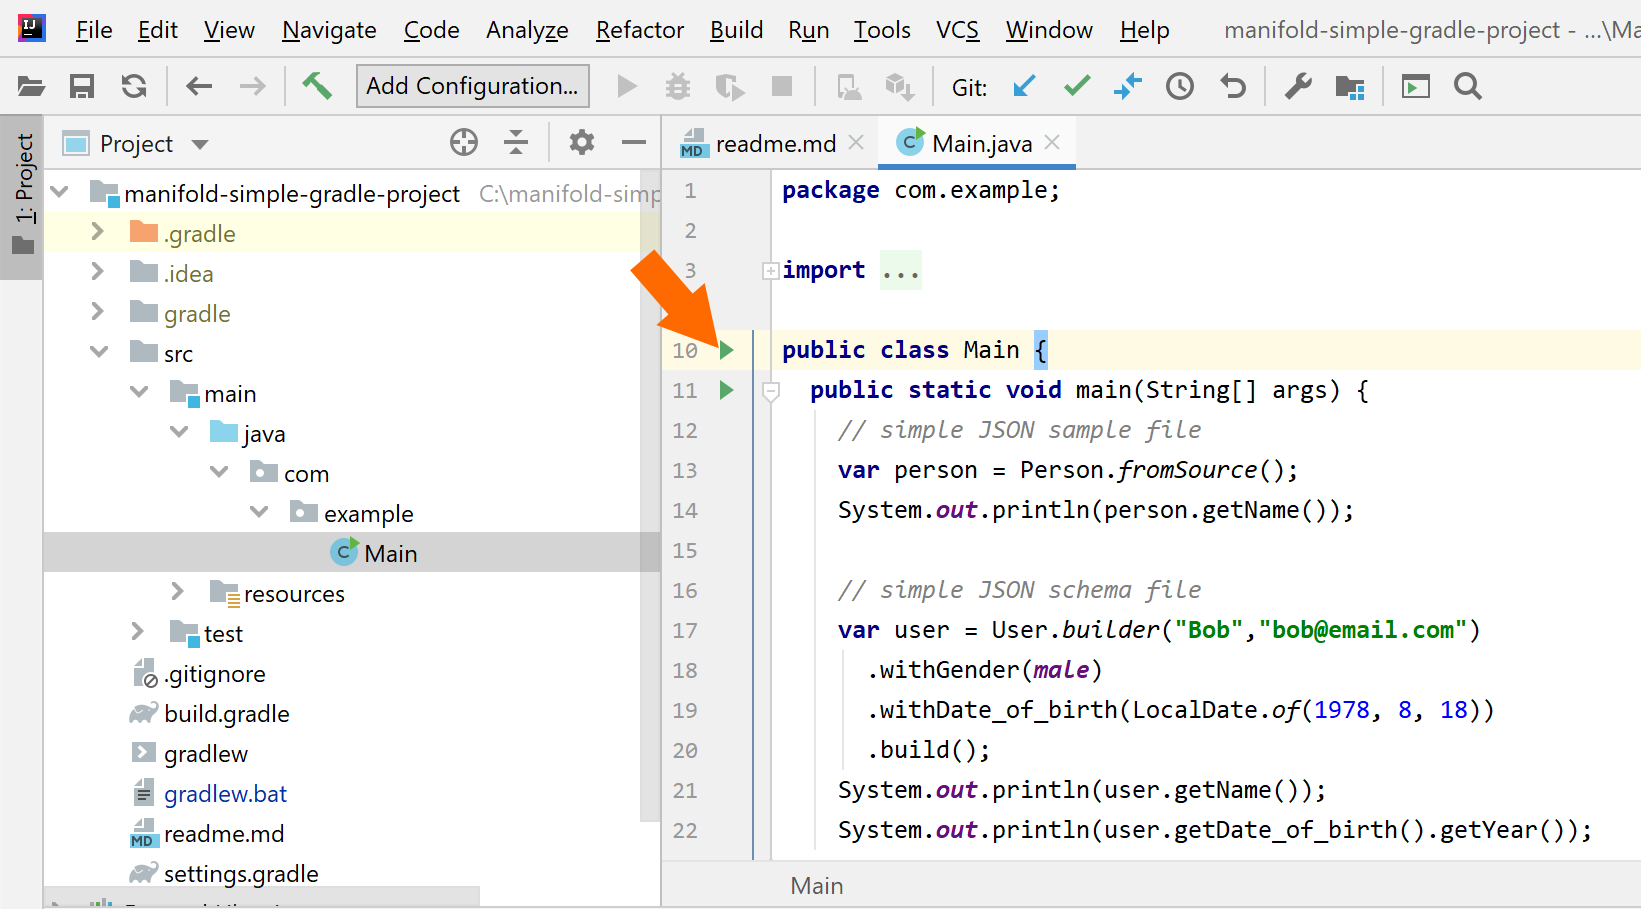 IJ File Edit View Navigate Code Analyze Refactor Build Run Tools VCS Window Help manifold-simple-gradle-project - ...\Ma
Add Configuration... Git:
1: Project
Project
manifold-simple-gradle-project C:\manifold-simp
.gradle
.idea
gradle
src
main
java
com
example
C Main
resources
test
.gitignore
build.gradle
gradlew
gradlew.bat
MD readme.md
settings.gradle
MD readme.md C Main.java
1 package com.example;
2
3 import ...
10 public class Main {
11 public static void main(String[] args) {
12 // simple JSON sample file
13 var person = Person.fromSource();
14 System.out.println(person.getName());
15
16 // simple JSON schema file
17 var user = User.builder("Bob","bob@email.com")
18 .withGender(male)
19 .withDate_of_birth(LocalDate.of(1978, 8, 18))
20 .build();
21 System.out.println(user.getName());
22 System.out.println(user.getDate_of_birth().getYear());
Main